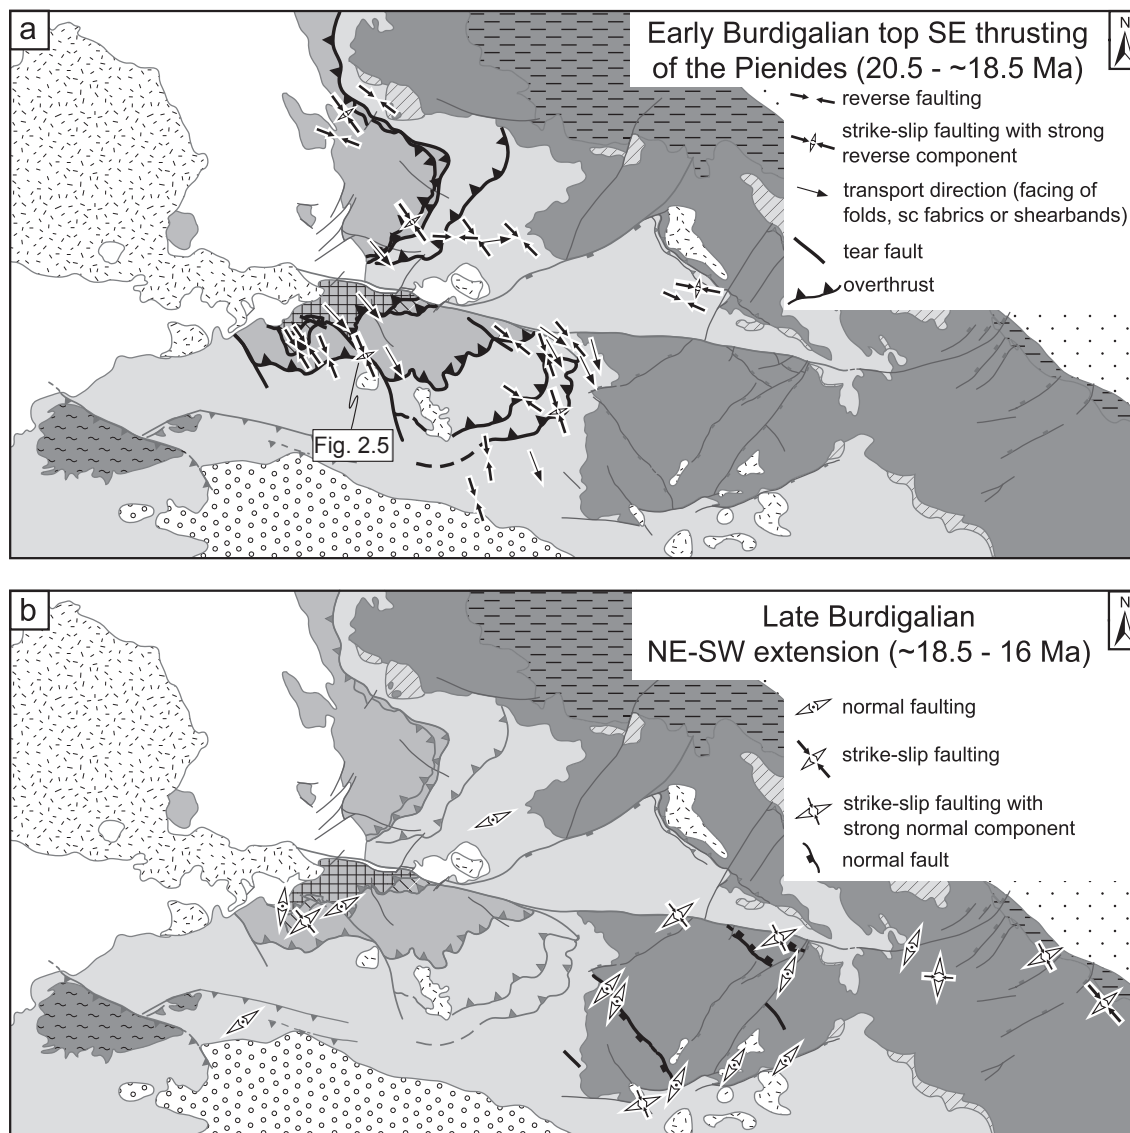 a
Early Burdigalian top SE thrusting
of the Pienides (20.5 - ~18.5 Ma)
N
reverse faulting
strike-slip faulting with strong
reverse component
transport direction (facing of
folds, sc fabrics or shearbands)
tear fault
overthrust
Fig. 2.5
b
Late Burdigalian
NE-SW extension (~18.5 - 16 Ma)
N
normal faulting
strike-slip faulting
strike-slip faulting with
strong normal component
normal fault